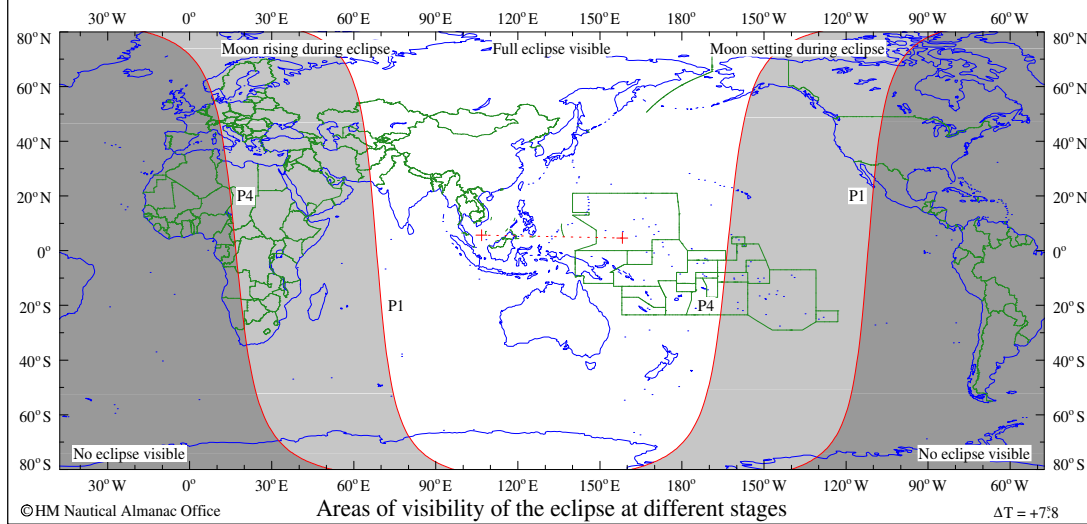 30°W 0° 30°E 60°E 90°E 120°E 150°E 180° 150°W 120°W 90°W 60°W
80°N 80°N
Moon rising during eclipse Full eclipse visible Moon setting during eclipse
60°N 60°N
40°N 40°N
20°N P4 P1 20°N
0° 0°
20°S P1 P4 20°S
40°S 40°S
60°S 60°S
No eclipse visible No eclipse visible
80°S 80°S
30°W 0° 30°E 60°E 90°E 120°E 150°E 180° 150°W 120°W 90°W 60°W
© HM Nautical Almanac Office Areas of visibility of the eclipse at different stages ΔT = +7ˢ.8